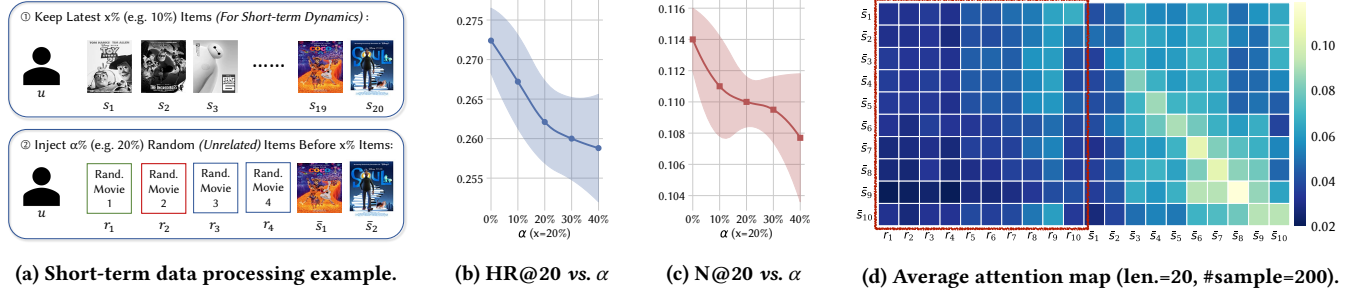 ① Keep Latest x% (e.g. 10%) Items (For Short-term Dynamics) :
u
s1 s2 s3 ...... s19 s20
COCO SOUL
② Inject α% (e.g. 20%) Random (Unrelated) Items Before x% Items:
Rand. Movie 1
Rand. Movie 2
Rand. Movie 3
Rand. Movie 4
COCO SOUL
u
r1 r2 r3 r4 s̄1 s̄2
(a) Short-term data processing example.
0.275
0.270
0.265
0.260
0.255
0% 10% 20% 30% 40%
α (x=20%)
(b) HR@20 vs. α
0.116
0.114
0.112
0.110
0.108
0.106
0.104
0% 10% 20% 30% 40%
α (x=20%)
(c) N@20 vs. α
s̄1
s̄2
s̄3
s̄4
s̄5
s̄6
s̄7
s̄8
s̄9
s̄10
r1 r2 r3 r4 r5 r6 r7 r8 r9 r10 s̄1 s̄2 s̄3 s̄4 s̄5 s̄6 s̄7 s̄8 s̄9 s̄10
0.10
0.08
0.06
0.04
0.02
(d) Average attention map (len.=20, #sample=200).